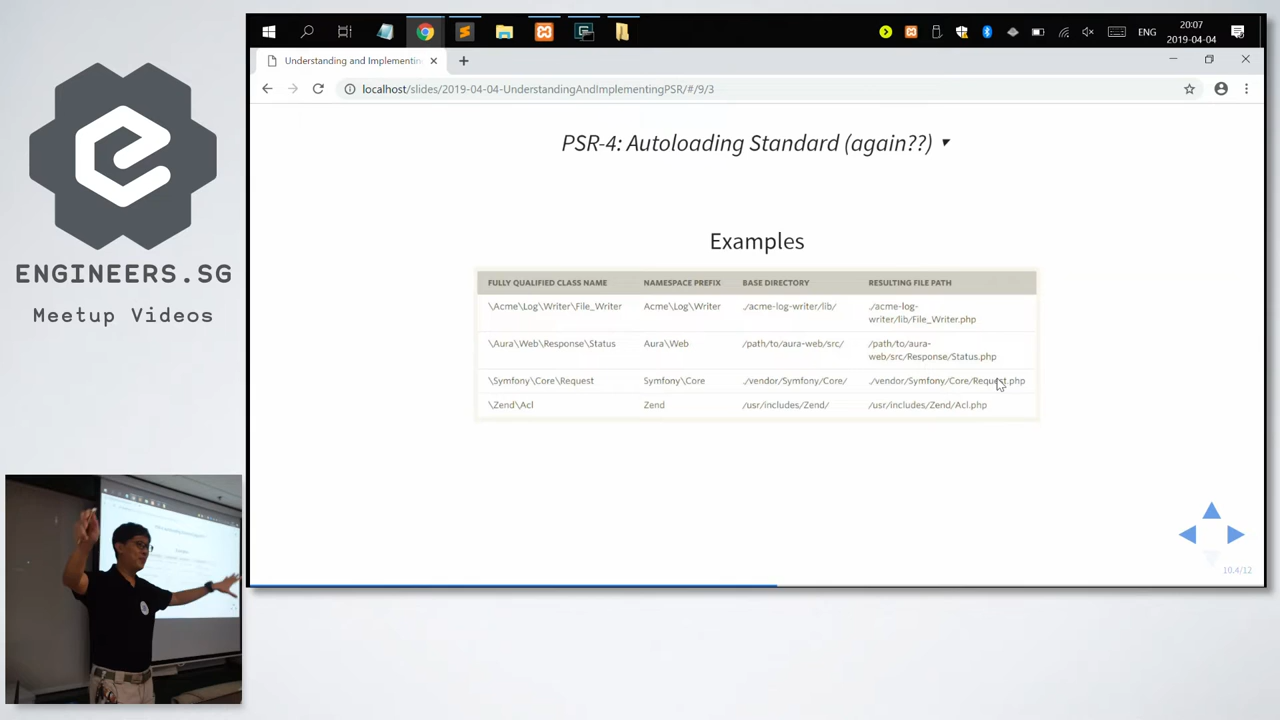 ENGINEERS.SG
Meetup Videos
ENG
20:07
2019-04-04
Understanding and Implementin
localhost/slides/2019-04-04-UnderstandingAndImplementingPSR/#/9/3
PSR-4: Autoloading Standard (again??)
Examples
FULLY QUALIFIED CLASS NAME NAMESPACE PREFIX BASE DIRECTORY RESULTING FILE PATH
\Acme\Log\Writer\File_Writer Acme\Log\Writer ./acme-log-writer/lib/ ./acme-log-
writer/lib/File_Writer.php
\Aura\Web\Response\Status Aura\Web /path/to/aura-web/src/ /path/to/aura-
web/src/Response/Status.php
\Symfony\Core\Request Symfony\Core ./vendor/Symfony/Core/ ./vendor/Symfony/Core/Request.php
\Zend\Acl Zend /usr/includes/Zend/ /usr/includes/Zend/Acl.php
10.4/12